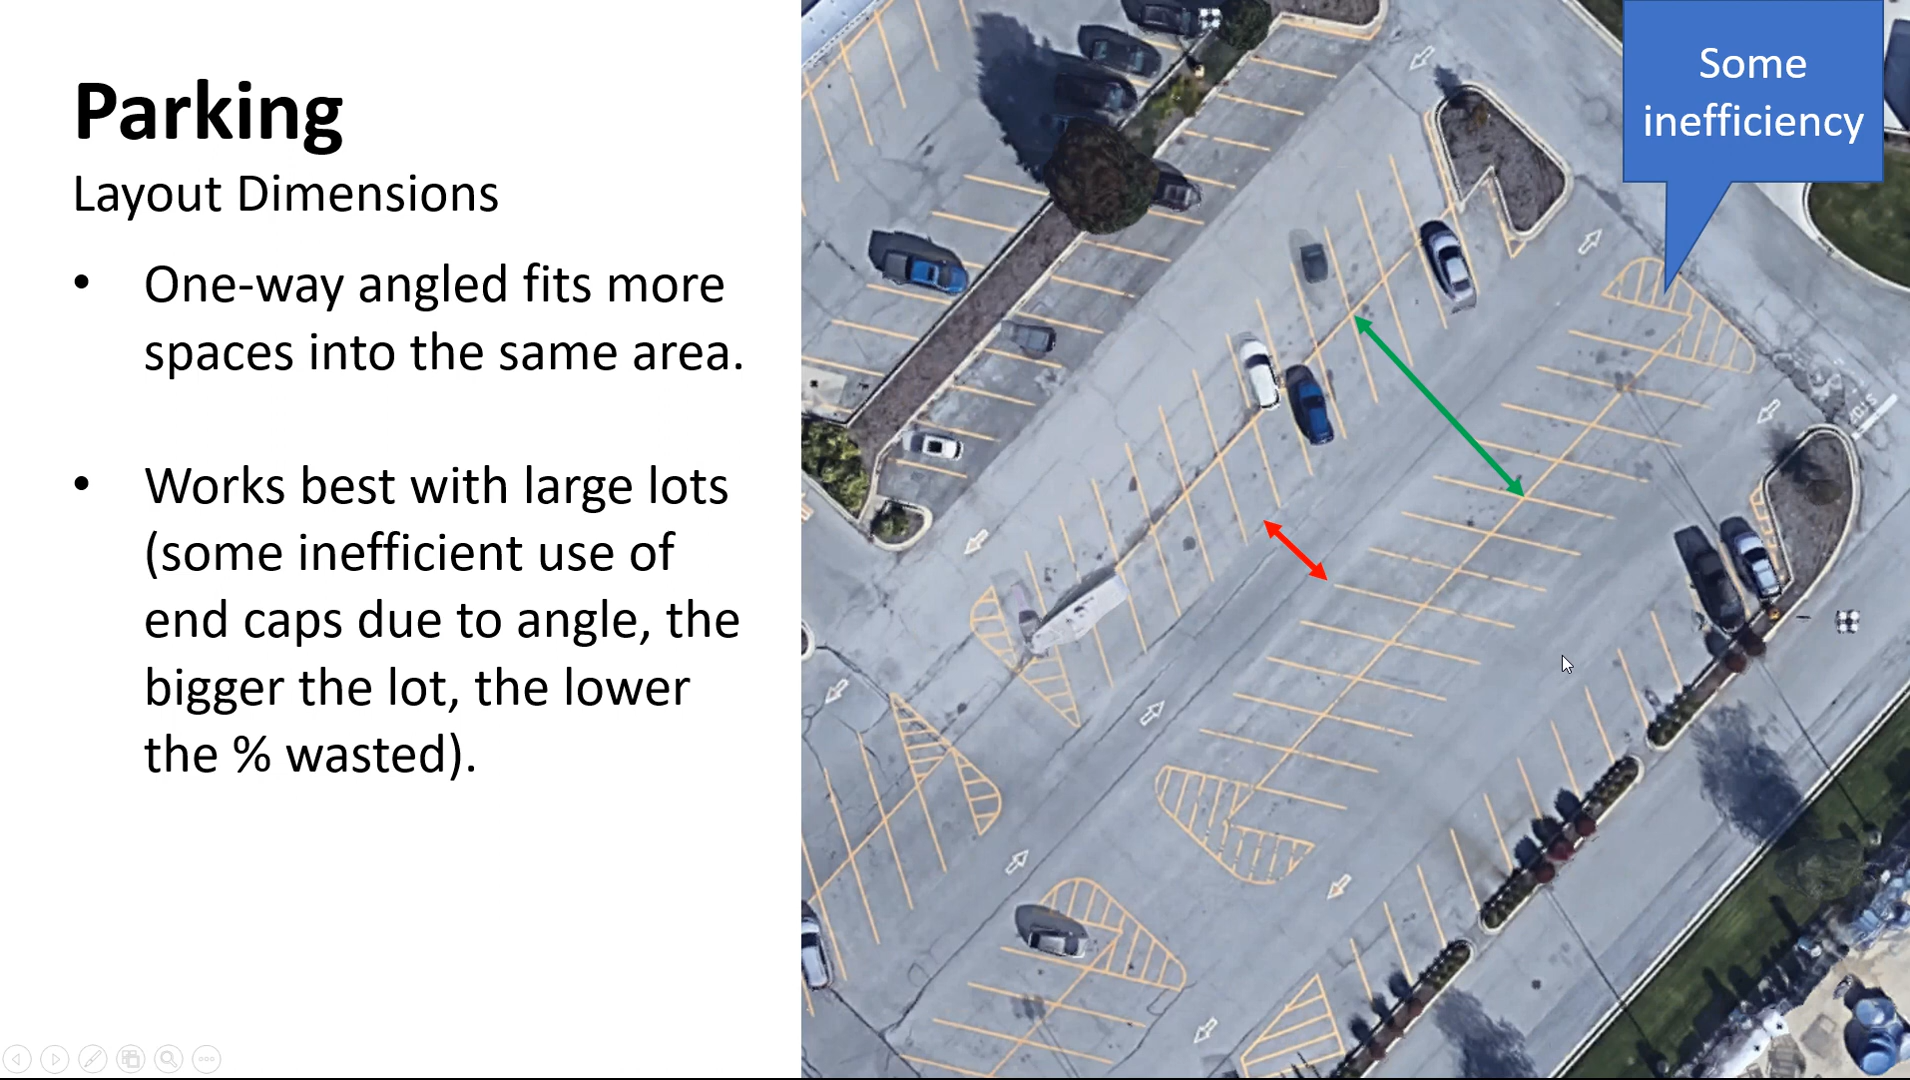 Parking
Layout Dimensions
• One-way angled fits more
spaces into the same area.
• Works best with large lots
(some inefficient use of
end caps due to angle, the
bigger the lot, the lower
the % wasted).
Some
inefficiency
STOP